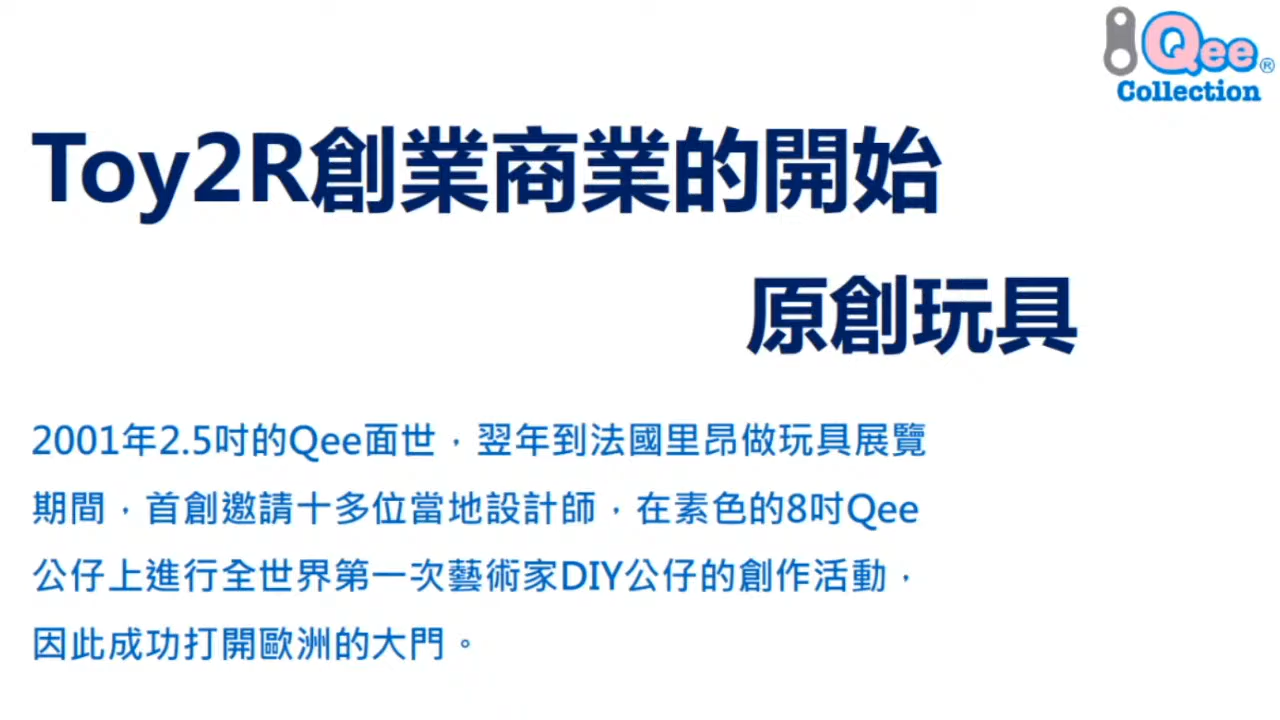 Qee®
Collection
Toy2R創業商業的開始
原創玩具
2001年2.5吋的Qee面世，翌年到法國里昂做玩具展覽
期間，首創邀請十多位當地設計師，在素色的8吋Qee
公仔上進行全世界第一次藝術家DIY公仔的創作活動，
因此成功打開歐洲的大門。